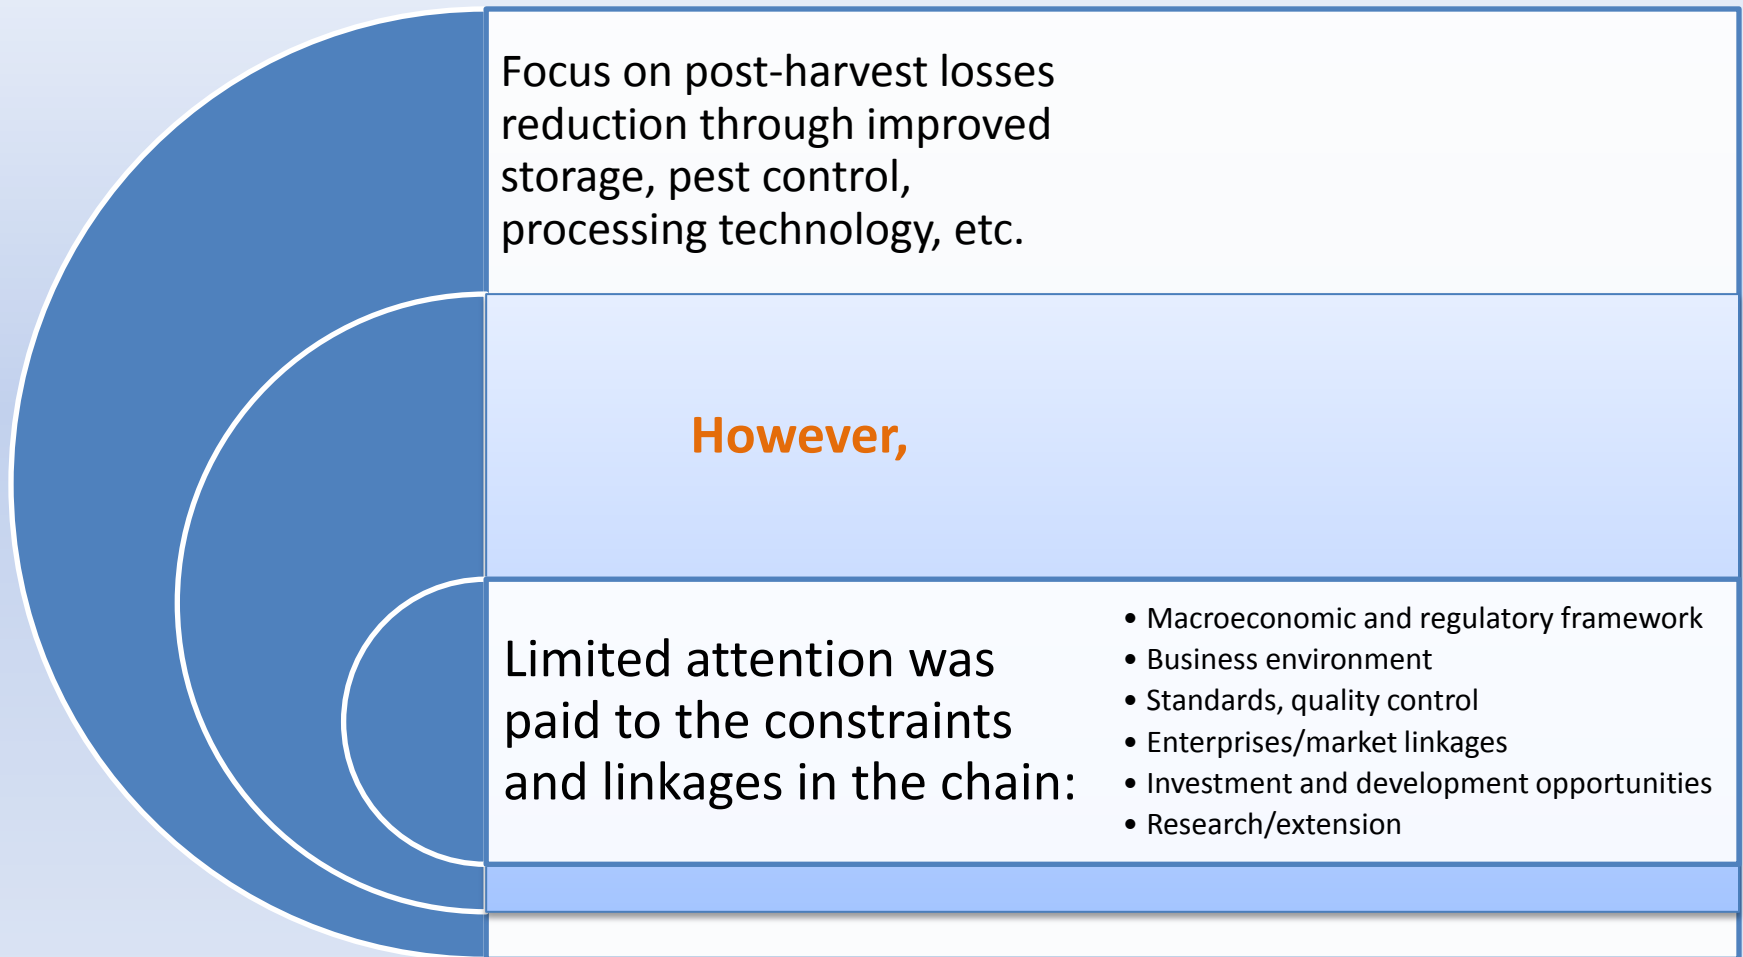 Focus on post-harvest losses
reduction through improved
storage, pest control,
processing technology, etc.
However,
Limited attention was
paid to the constraints
and linkages in the chain:
• Macroeconomic and regulatory framework
• Business environment
• Standards, quality control
• Enterprises/market linkages
• Investment and development opportunities
• Research/extension